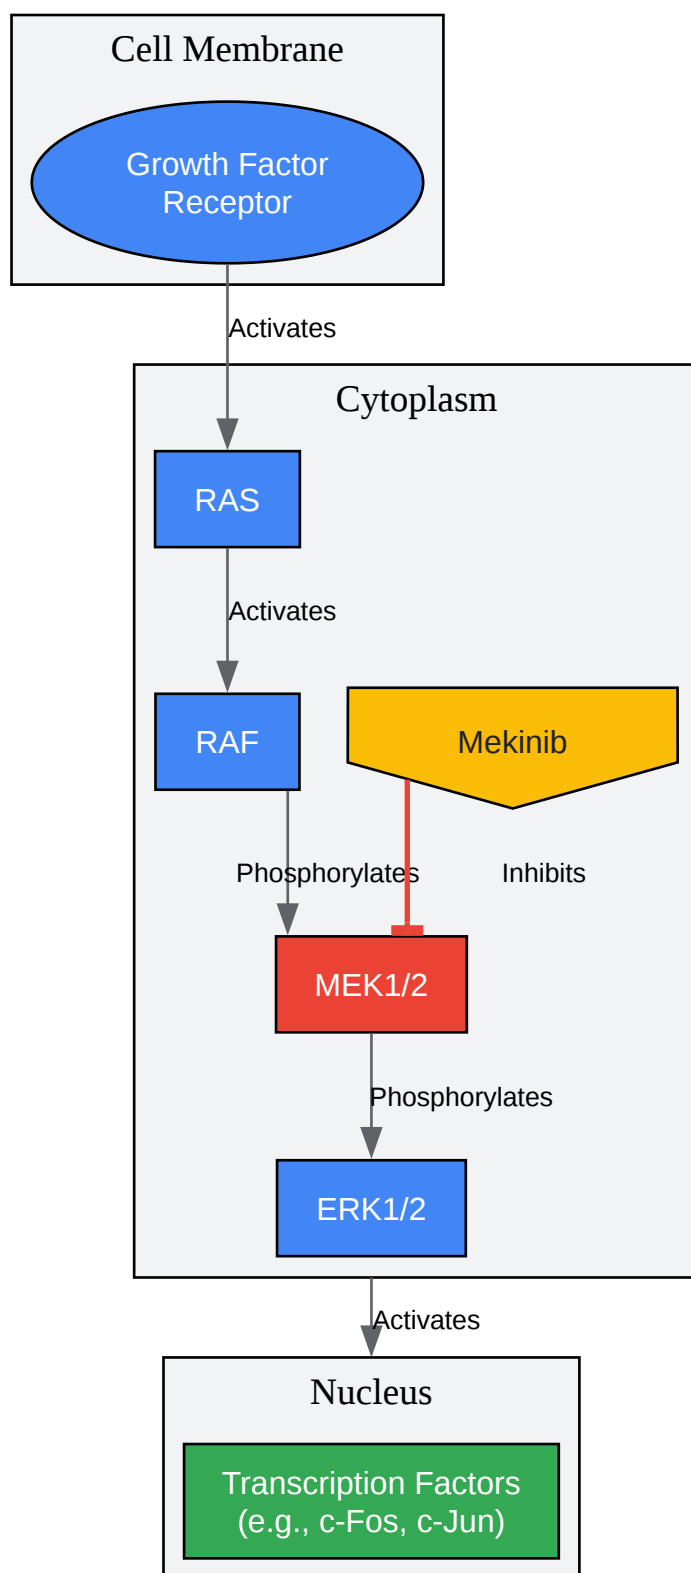 Cell Membrane
Growth Factor
Receptor
Activates
Cytoplasm
RAS
Activates
RAF
Mekinib
Phosphorylates
Inhibits
MEK1/2
Phosphorylates
ERK1/2
Activates
Nucleus
Transcription Factors
(e.g., c-Fos, c-Jun)